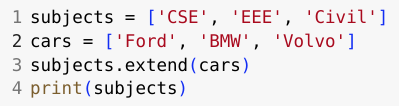 1 subjects = ['CSE', 'EEE', 'Civil']
2 cars = ['Ford', 'BMW', 'Volvo']
3 subjects.extend(cars)
4 print(subjects)